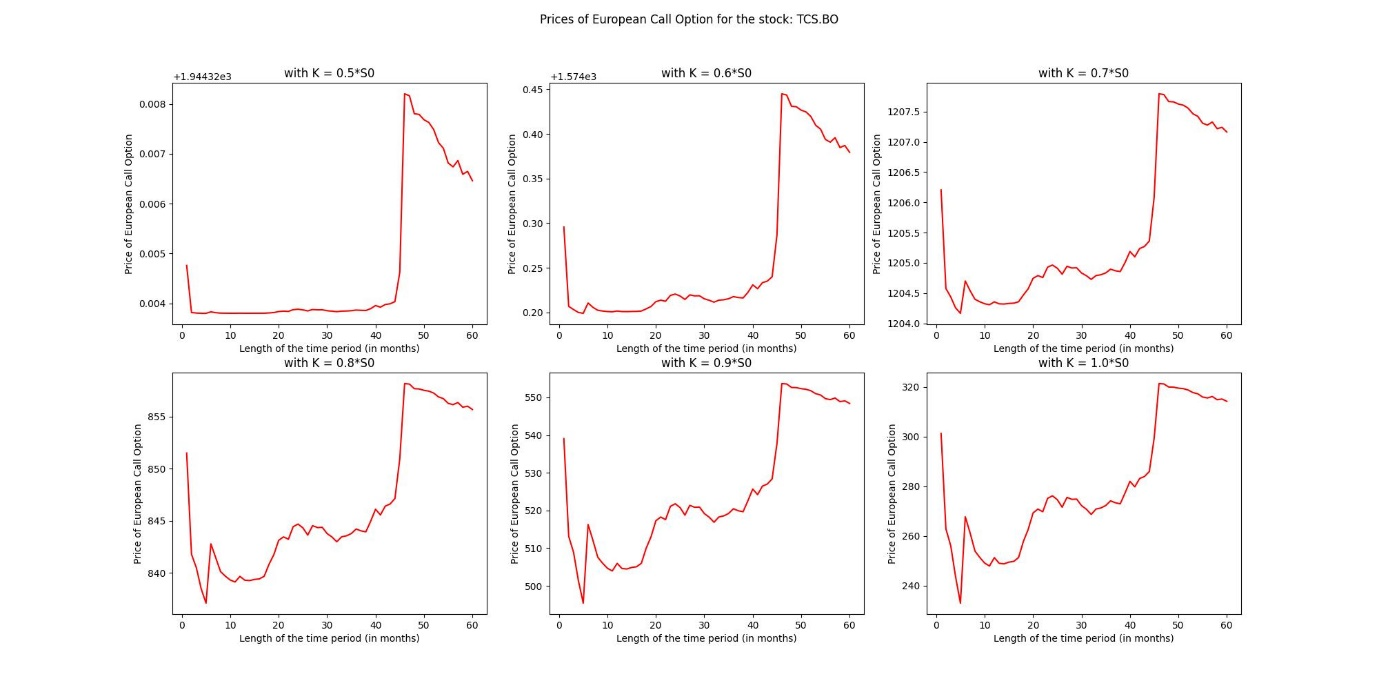 Prices of European Call Option for the stock: TCS.BO
with K = 0.5*S0
+1.94432e3
0.008
0.007
0.006
0.005
0.004
Price of European Call Option
0 10 20 30 40 50 60
Length of the time period (in months)
with K = 0.6*S0
+1.574e3
0.45
0.40
0.35
0.30
0.25
0.20
Price of European Call Option
0 10 20 30 40 50 60
Length of the time period (in months)
with K = 0.7*S0
1207.5
1207.0
1206.5
1206.0
1205.5
1205.0
1204.5
1204.0
Price of European Call Option
0 10 20 30 40 50 60
Length of the time period (in months)
with K = 0.8*S0
855
850
845
840
Price of European Call Option
0 10 20 30 40 50 60
Length of the time period (in months)
with K = 0.9*S0
550
540
530
520
510
500
Price of European Call Option
0 10 20 30 40 50 60
Length of the time period (in months)
with K = 1.0*S0
320
300
280
260
240
Price of European Call Option
0 10 20 30 40 50 60
Length of the time period (in months)